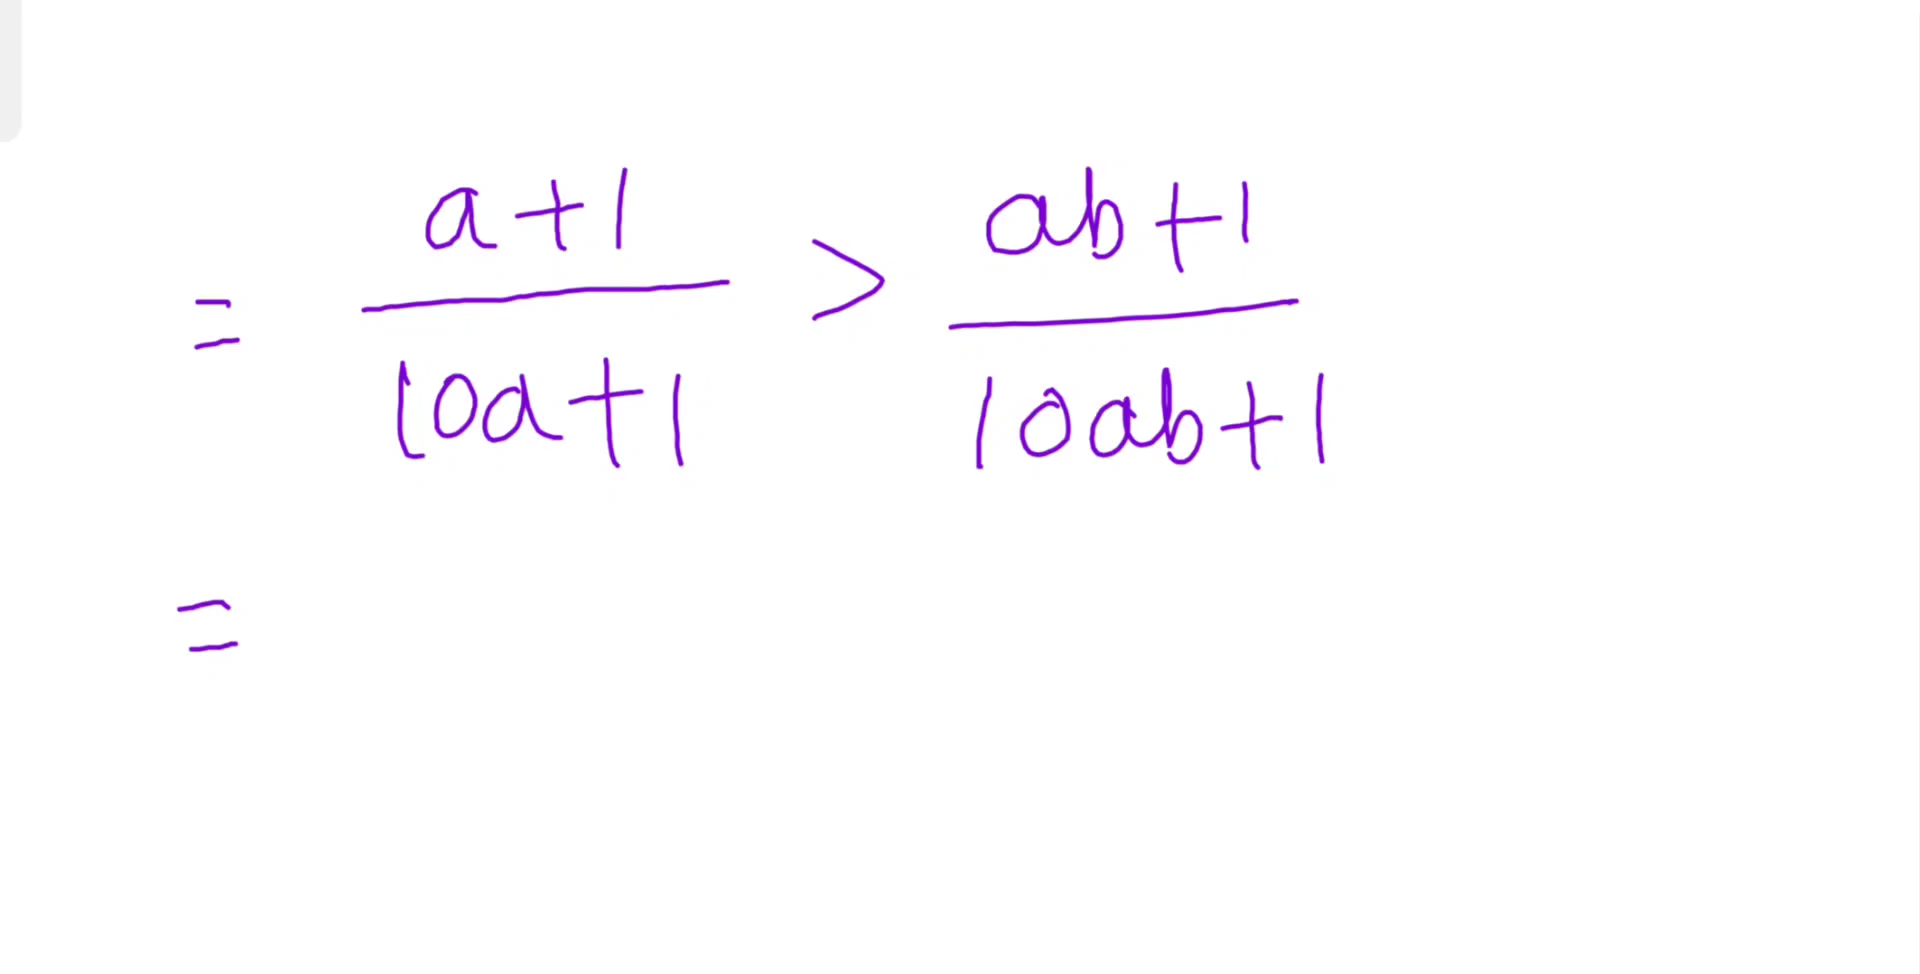 = (a+1)/(10a+1) > (ab+1)/(10ab+1)
=